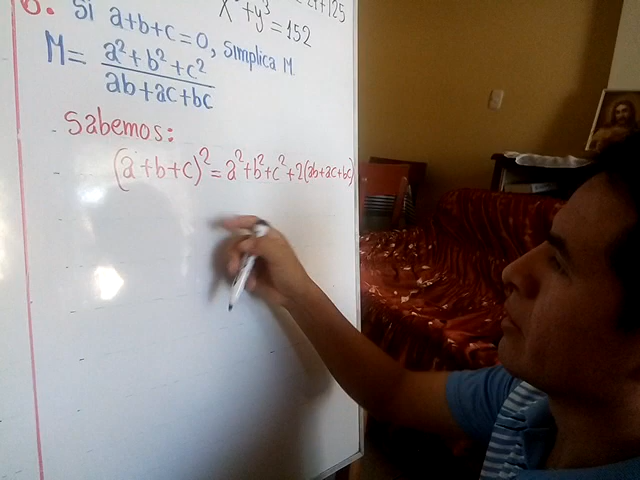 +125
x³+y³=152
6. Si a+b+c=0, simplica M.
M= a²+b²+c² / ab+ac+bc
Sabemos:
(a+b+c)² = a²+b²+c²+2(ab+ac+bc)